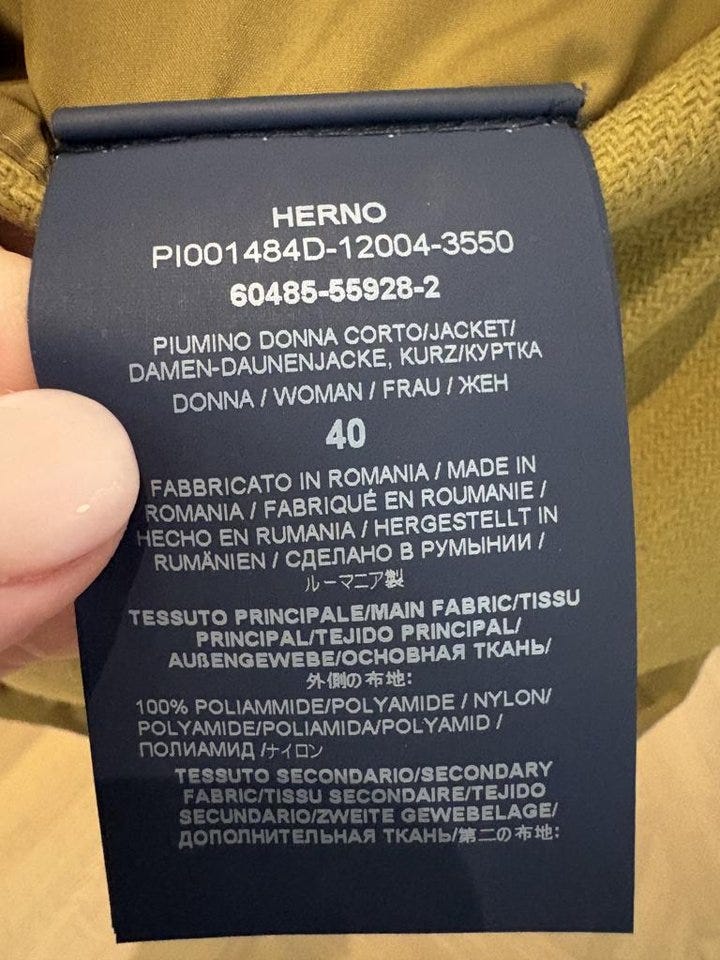 HERNO
PI001484D-12004-3550
60485-55928-2
PIUMINO DONNA CORTO/JACKET/
DAMEN-DAUNENJACKE, KURZ/КУРТКА
DONNA / WOMAN / FRAU / ЖЕН
40
FABBRICATO IN ROMANIA / MADE IN
ROMANIA / FABRIQUÉ EN ROUMANIE /
HECHO EN RUMANIA / HERGESTELLT IN
RUMÄNIEN / СДЕЛАНО В РУМЫНИИ /
ルーマニア製
TESSUTO PRINCIPALE/MAIN FABRIC/TISSU
PRINCIPAL/TEJIDO PRINCIPAL/
AUßENGEWEBE/ОСНОВНАЯ ТКАНЬ/
外側の布地:
100% POLIAMMIDE/POLYAMIDE / NYLON/
POLYAMIDE/POLIAMIDA/POLYAMID /
ПОЛИАМИД /ナイロン
TESSUTO SECONDARIO/SECONDARY
FABRIC/TISSU SECONDAIRE/TEJIDO
SECUNDARIO/ZWEITE GEWEBELAGE/
ДОПОЛНИТЕЛЬНАЯ ТКАНЬ/第二の布地: